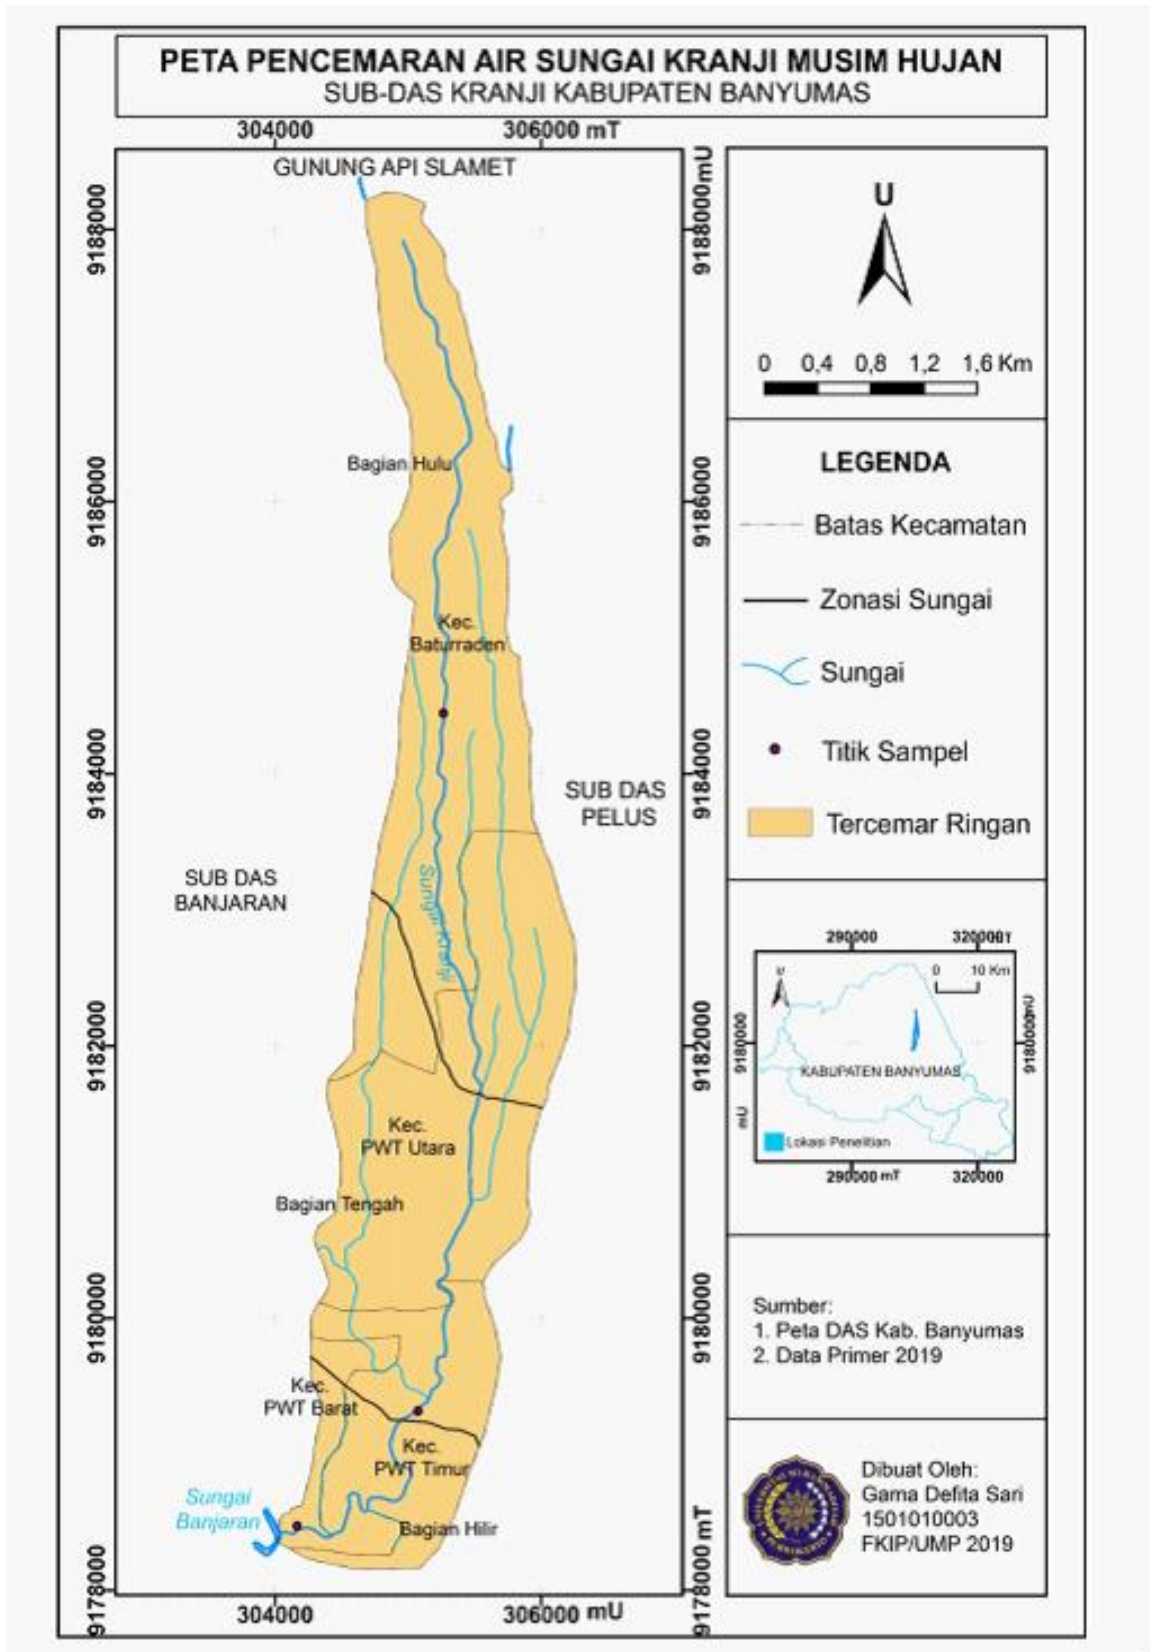 PETA PENCEMARAN AIR SUNGAI KRANJI MUSIM HUJAN
SUB-DAS KRANJI KABUPATEN BANYUMAS
304000 306000 mT
GUNUNG API SLAMET
9188000
9188000mU
Bagian Hulu
9186000
9186000
Kec.
Baturraden
9184000
9184000
SUB DAS
PELUS
SUB DAS
BANJARAN
Sungai Kranji
9182000
9182000
Kec.
PWT Utara
Bagian Tengah
9180000
9180000
Kec.
PWT Barat
Kec.
PWT Timur
Sungai
Banjaran
Bagian Hilir
9178000
9178000 mT
304000 306000 mU
U
0 0,4 0,8 1,2 1,6 Km
LEGENDA
Batas Kecamatan
Zonasi Sungai
Sungai
Titik Sampel
Tercemar Ringan
290000
U
0 10 Km
9180000
mU
KABUPATEN BANYUMAS
Lokasi Penelitian
290000 mT 320000
Sumber:
1. Peta DAS Kab. Banyumas
2. Data Primer 2019
Dibuat Oleh:
Gama Defita Sari
1501010003
FKIP/UMP 2019